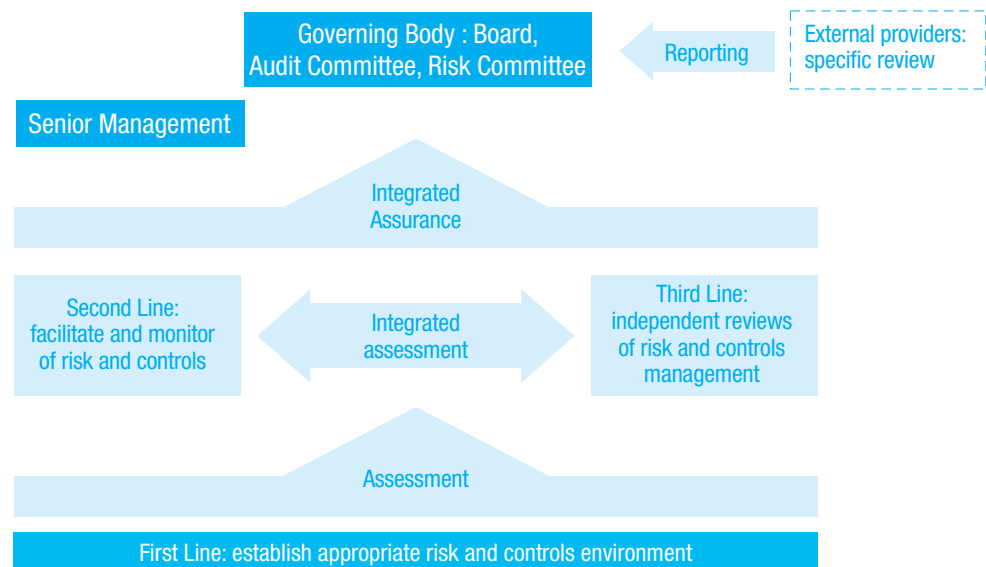 Governing Body : Board,
Audit Committee, Risk Committee
Reporting
External providers:
specific review
Senior Management
Integrated
Assurance
Second Line:
facilitate and monitor
of risk and controls
Integrated
assessment
Third Line:
independent reviews
of risk and controls
management
Assessment
First Line: establish appropriate risk and controls environment